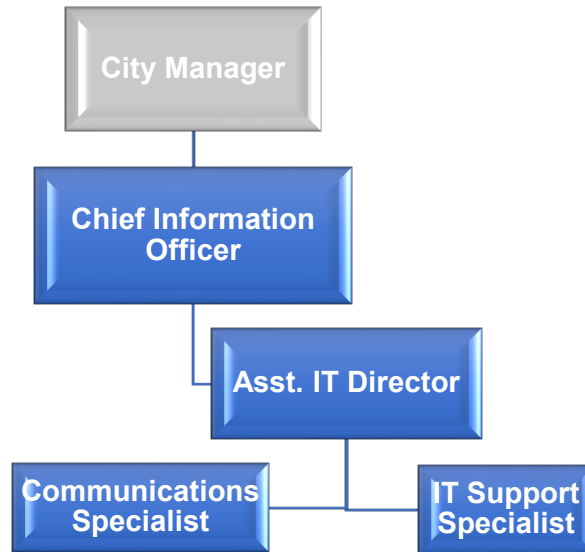 City Manager
Chief Information
Officer
Asst. IT Director
Communications
Specialist
IT Support
Specialist